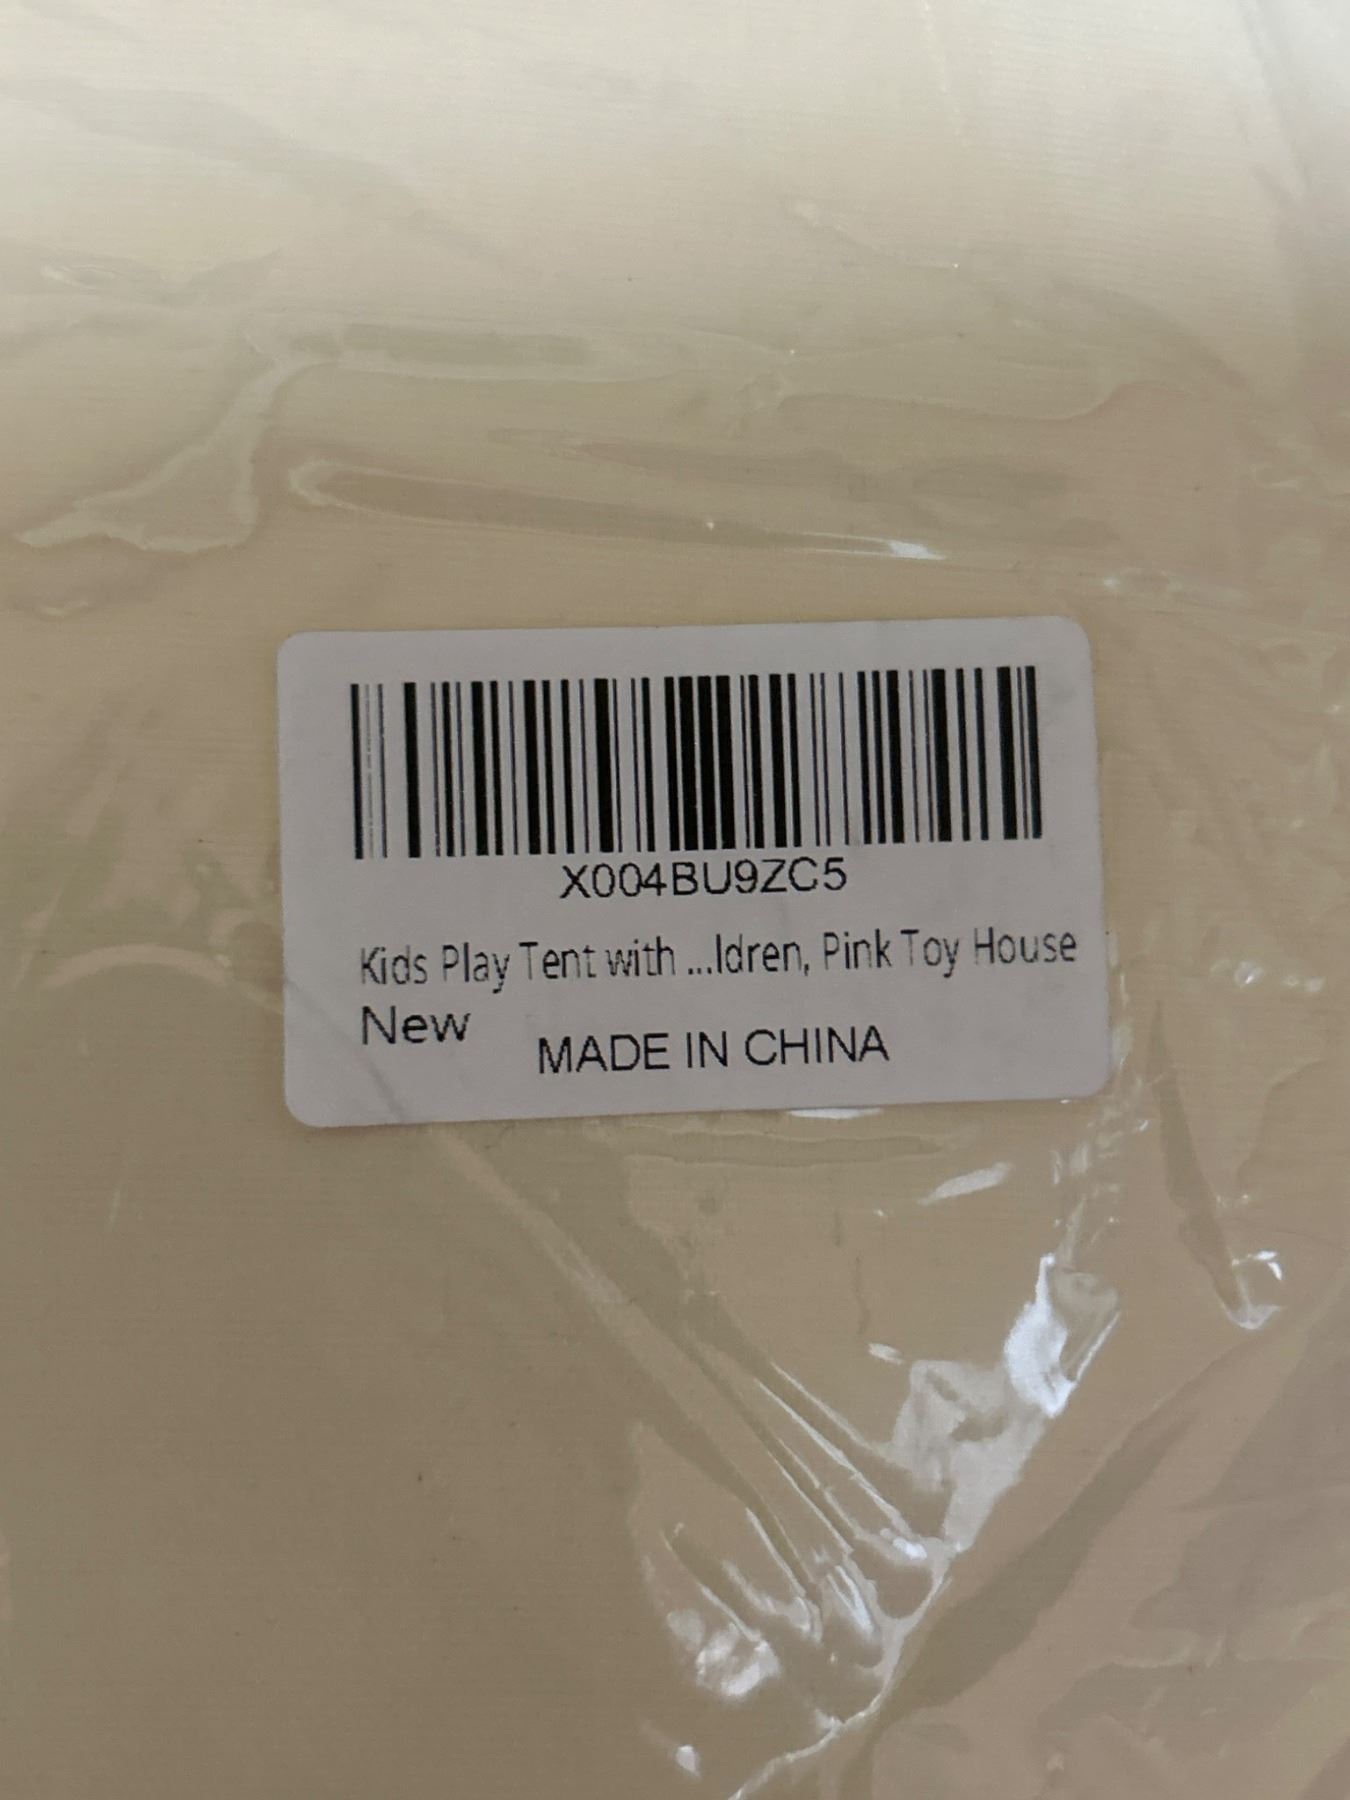 X004BU9ZC5
Kids Play Tent with ...ldren, Pink Toy House
New
MADE IN CHINA